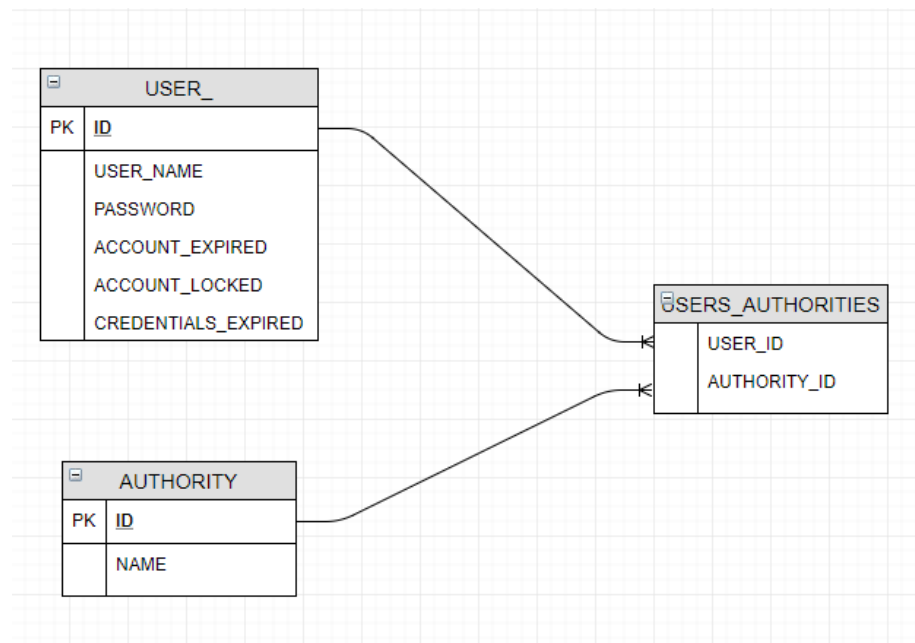 USER_
PK ID
USER_NAME
PASSWORD
ACCOUNT_EXPIRED
ACCOUNT_LOCKED
CREDENTIALS_EXPIRED
USERS_AUTHORITIES
USER_ID
AUTHORITY_ID
AUTHORITY
PK ID
NAME